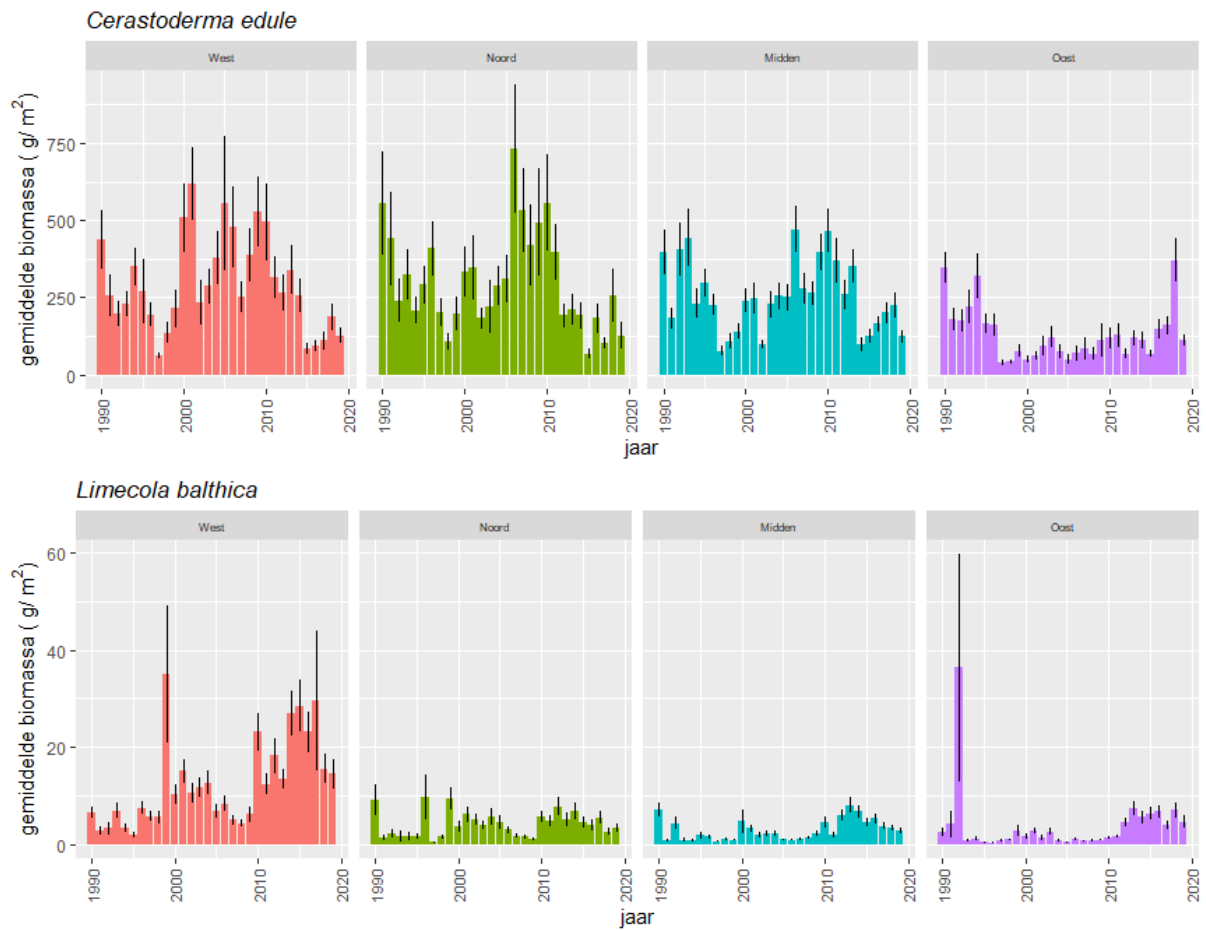 Cerastoderma edule
West Noord Midden Oost
gemiddelde biomassa ( g/ m²)
750
500
250
0
1990 2000 2010 2020 1990 2000 2010 2020 1990 2000 2010 2020 1990 2000 2010 2020
jaar
Limecola balthica
West Noord Midden Oost
gemiddelde biomassa ( g/ m²)
60
40
20
0
1990 2000 2010 2020 1990 2000 2010 2020 1990 2000 2010 2020 1990 2000 2010 2020
jaar